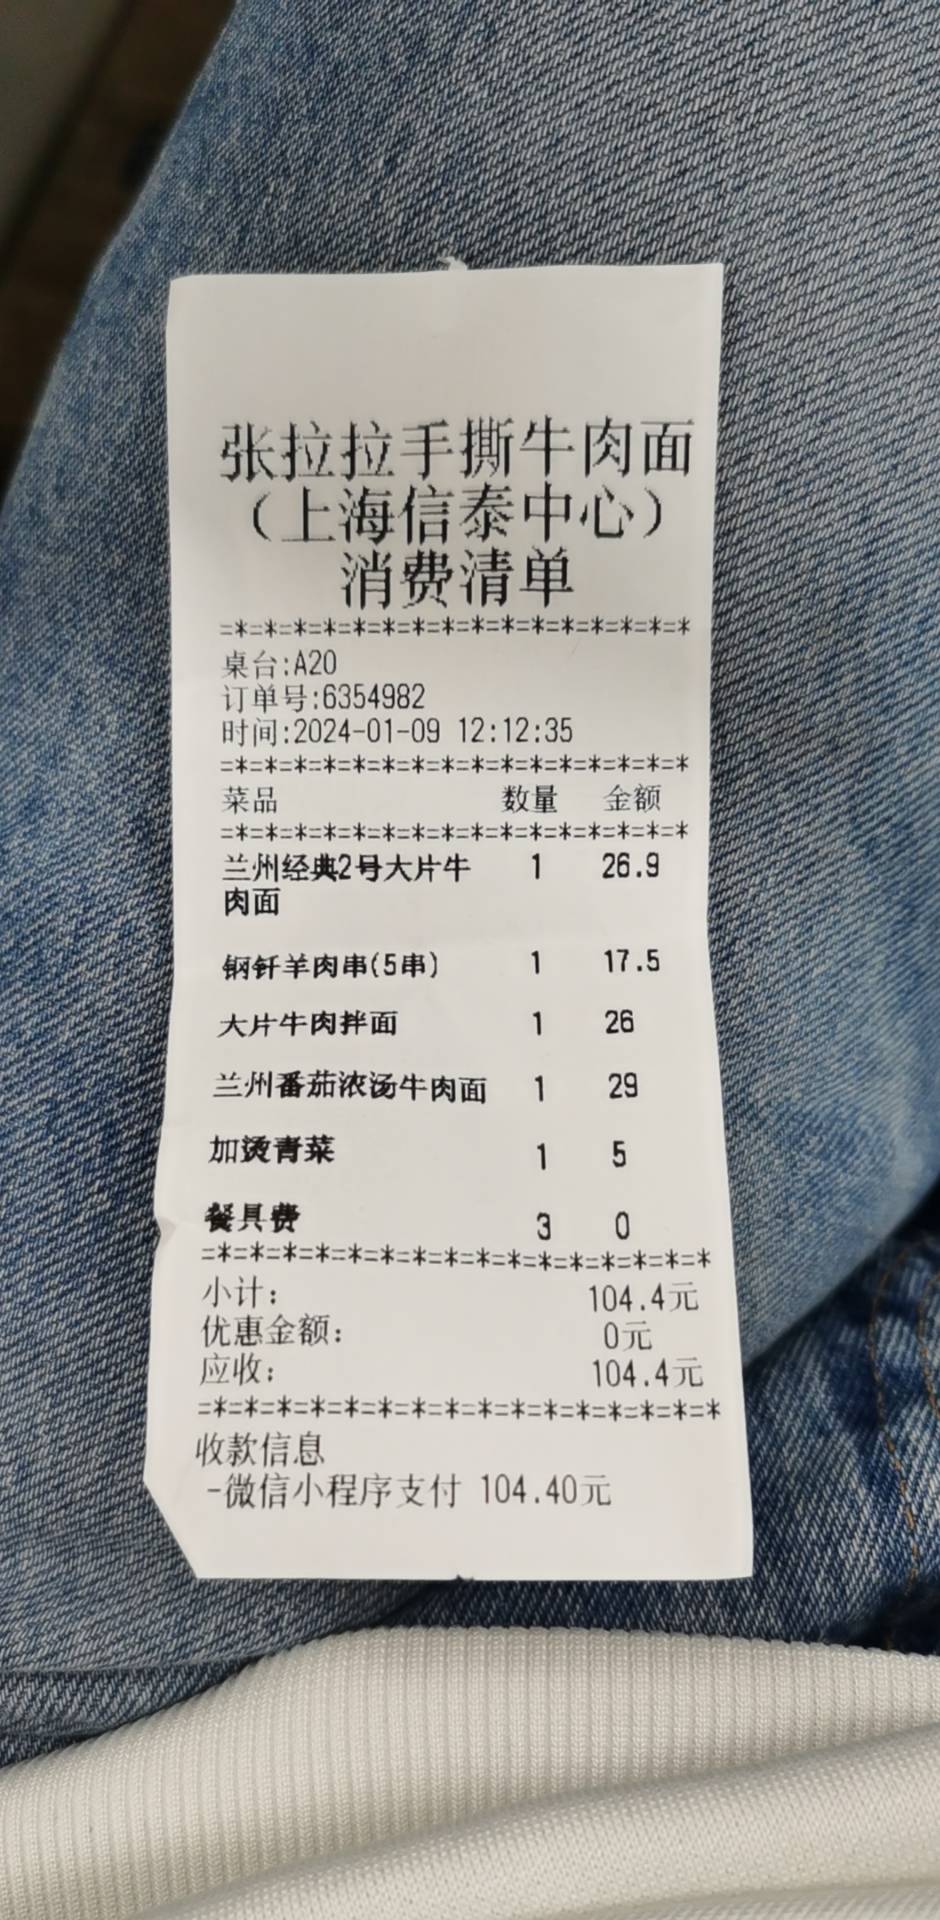 张拉拉手撕牛肉面
（上海信泰中心）
消费清单
=*=*=*=*=*=*=*=*=*=*=*=*=*=*=*=*
桌台:A20
订单号:6354982
时间:2024-01-09 12:12:35
=*=*=*=*=*=*=*=*=*=*=*=*=*=*=*=*
菜品 数量 金额
=*=*=*=*=*=*=*=*=*=*=*=*=*=*=*=*
兰州经典2号大片牛 1 26.9
肉面
钢钎羊肉串(5串) 1 17.5
大片牛肉拌面 1 26
兰州番茄浓汤牛肉面 1 29
加烫青菜 1 5
餐具费 3 0
=*=*=*=*=*=*=*=*=*=*=*=*=*=*=*=*
小计： 104.4元
优惠金额： 0元
应收： 104.4元
=*=*=*=*=*=*=*=*=*=*=*=*=*=*=*=*
收款信息
-微信小程序支付 104.40元